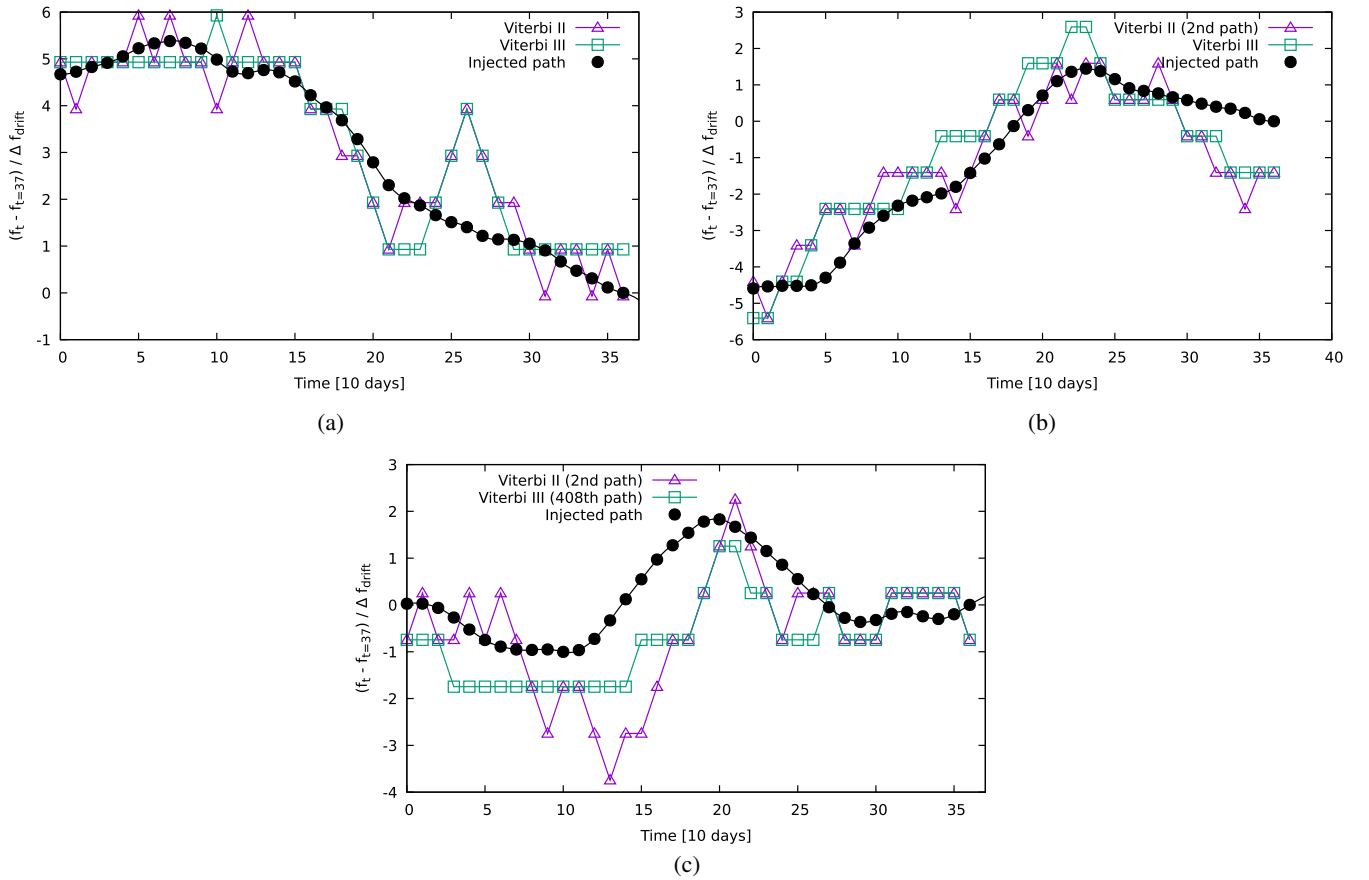 6
5
4
3
2
1
0
-1
0 5 10 15 20 25 30 35
(f_t - f_{t=37}) / Δ f_drift
Time [10 days]
Viterbi II
Viterbi III
Injected path
(a)
3
2
1
0
-1
-2
-3
-4
-5
-6
0 5 10 15 20 25 30 35 40
(f_t - f_{t=37}) / Δ f_drift
Time [10 days]
Viterbi II (2nd path)
Viterbi III
Injected path
(b)
3
2
1
0
-1
-2
-3
-4
0 5 10 15 20 25 30 35
(f_t - f_{t=37}) / Δ f_drift
Time [10 days]
Viterbi II (2nd path)
Viterbi III (408th path)
Injected path
(c)